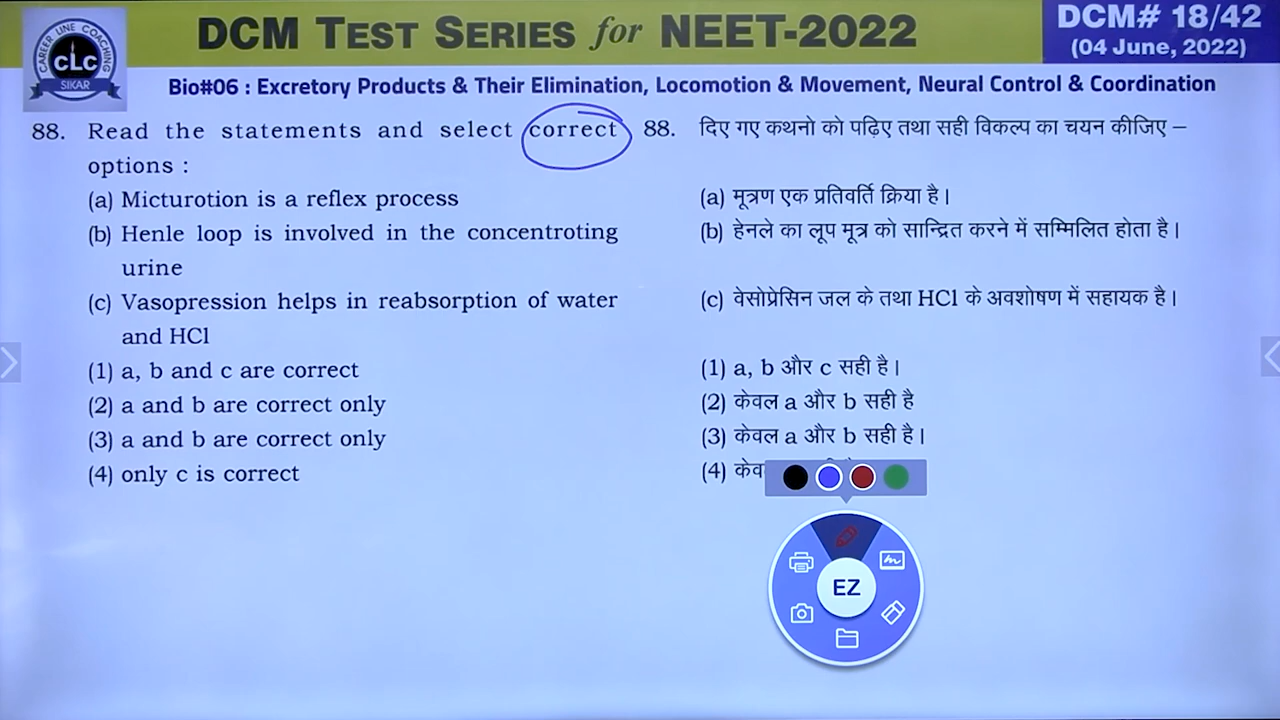 CAREER LINE COACHING
CLC
SIKAR
DCM TEST SERIES for NEET-2022
DCM# 18/42
(04 June, 2022)
Bio#06 : Excretory Products & Their Elimination, Locomotion & Movement, Neural Control & Coordination
88. Read the statements and select correct
options :
(a) Micturotion is a reflex process
(b) Henle loop is involved in the concentroting
urine
(c) Vasopression helps in reabsorption of water
and HCl
(1) a, b and c are correct
(2) a and b are correct only
(3) a and b are correct only
(4) only c is correct
88. दिए गए कथनो को पढ़िए तथा सही विकल्प का चयन कीजिए –
(a) मूत्रण एक प्रतिवर्ति क्रिया है।
(b) हेनले का लूप मूत्र को सान्द्रित करने में सम्मिलित होता है।
(c) वेसोप्रेसिन जल के तथा HCl के अवशोषण में सहायक है।
(1) a, b और c सही है।
(2) केवल a और b सही है
(3) केवल a और b सही है।
(4) केव
EZ